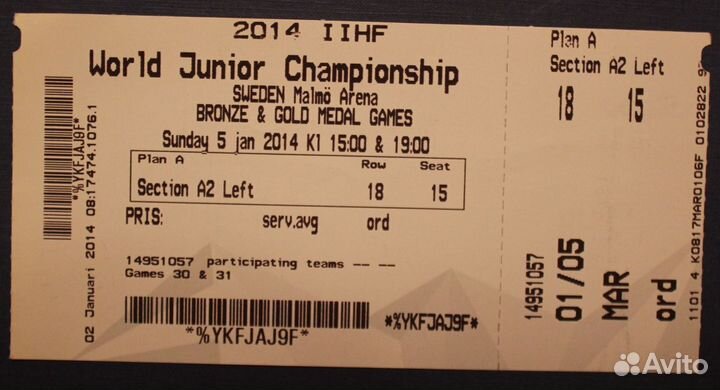 2014 IIHF
World Junior Championship
SWEDEN Malmö Arena
BRONZE & GOLD MEDAL GAMES
Sunday 5 jan 2014 Kl 15:00 & 19:00
Plan A Row Seat
Section A2 Left 18 15
PRIS: serv.avg ord
14951057 participating teams -- --
Games 30 & 31
*%YKFJAJ9F*
*%YKFJAJ9F*
*%YKFJAJ9F*
02 Januari 2014 08:17474.1076.1
Plan A
Section A2 Left
18 15
14951057
01/05
MAR
ord
1101 4 K0817MAR0106F 0102822
Avito